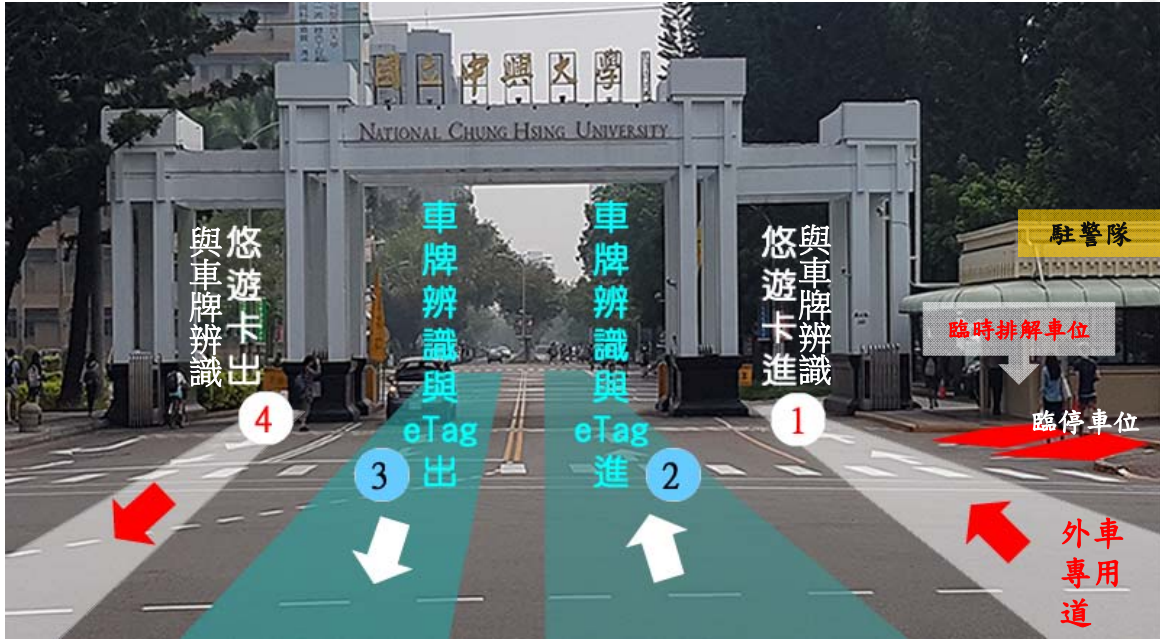 國立中興大學
NATIONAL CHUNG HSING UNIVERSITY
悠遊卡出
與車牌辨識
4
車牌辨識與eTag出
3
車牌辨識與eTag進
2
與車牌辨識
悠遊卡進
1
駐警隊
臨時排解車位
臨停車位
外車
專用
道